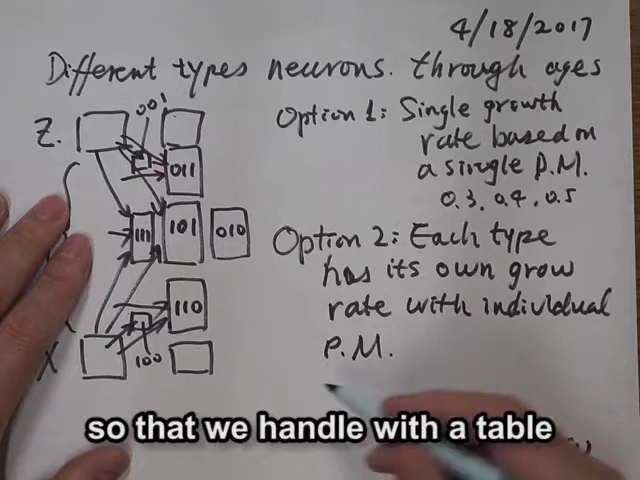 4/18/2017
Different types neurons. through ages
001
Z.
Option 1: Single growth
rate based on
a single P.M.
0.3, 0.4, 0.5
011
111
101
010
Option 2: Each type
has its own grow
rate with individual
P.M.
110
100
X
so that we handle with a table